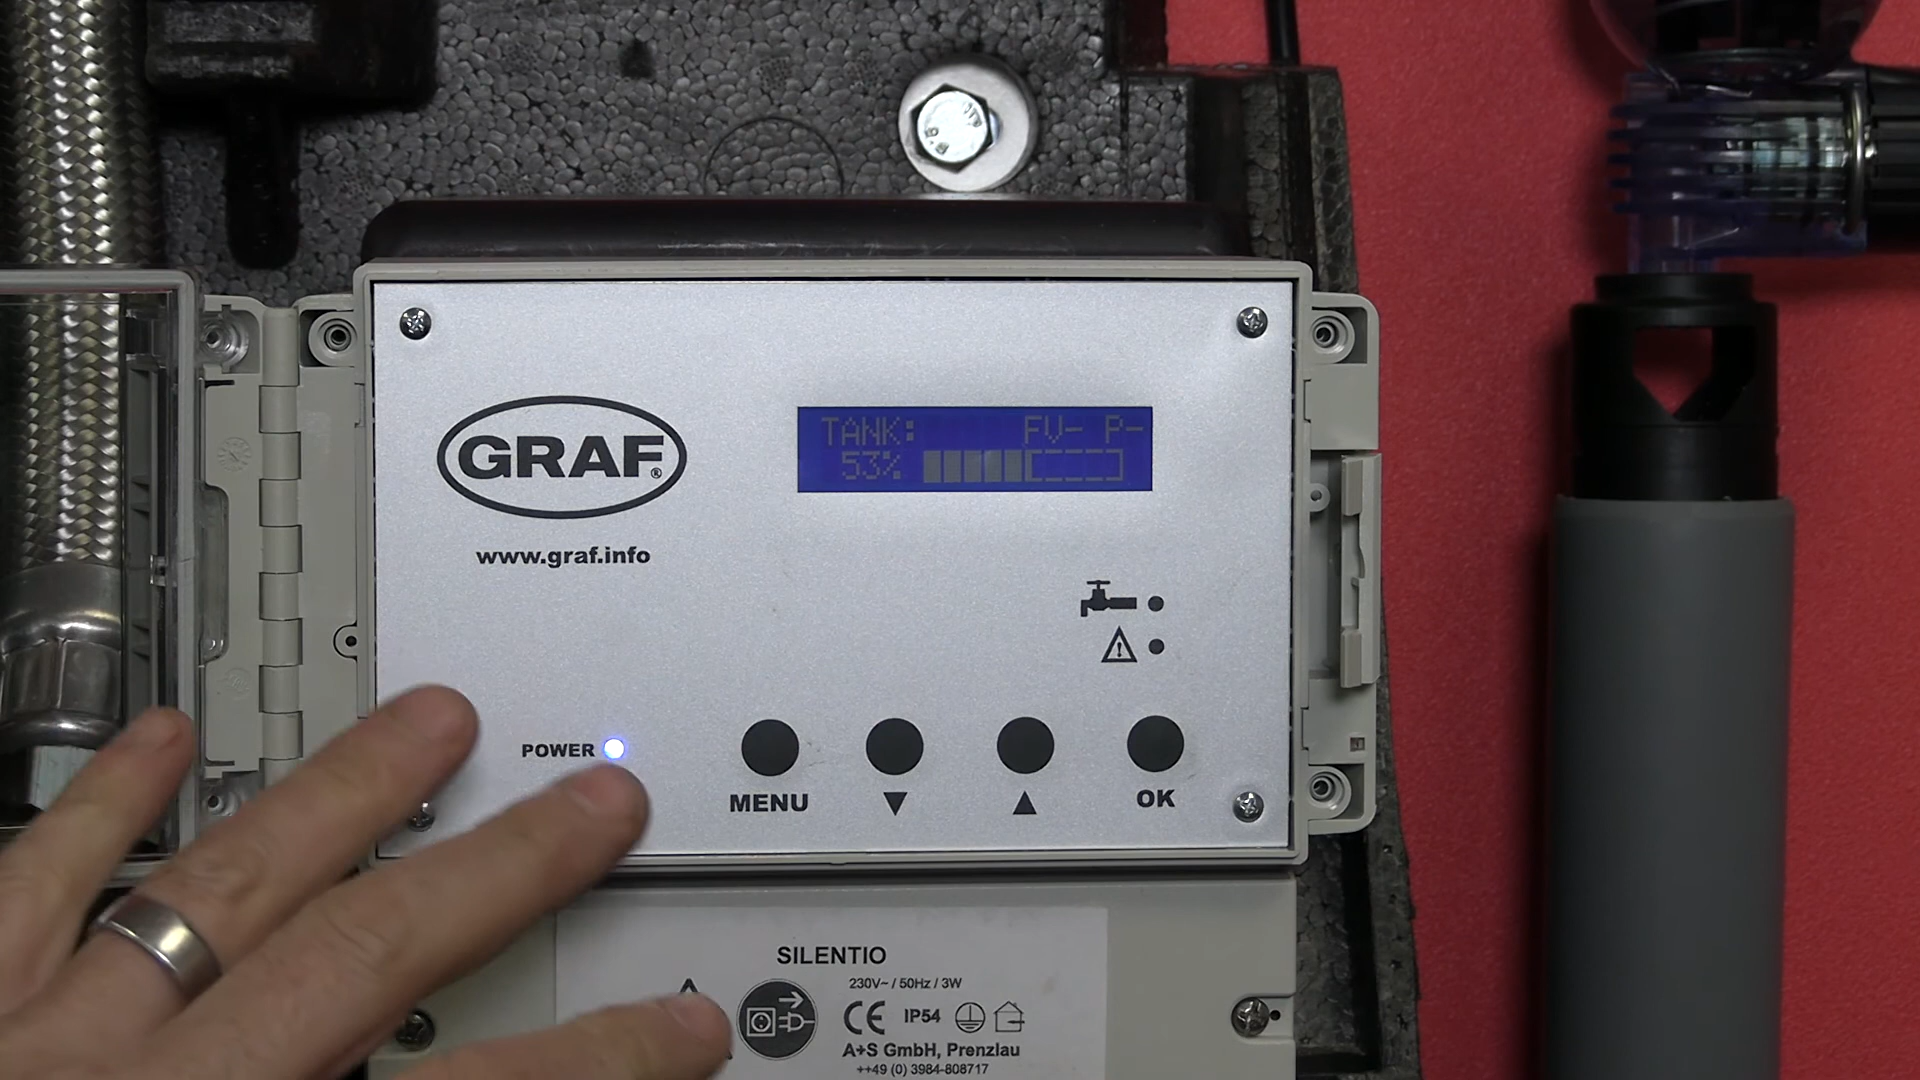 GRAF®
www.graf.info
TANK: FV- P-
53%
POWER
MENU
▼
▲
OK
SILENTIO
230V~ / 50Hz / 3W
CE IP54
A+S GmbH, Prenzlau
++49 (0) 3984-808717